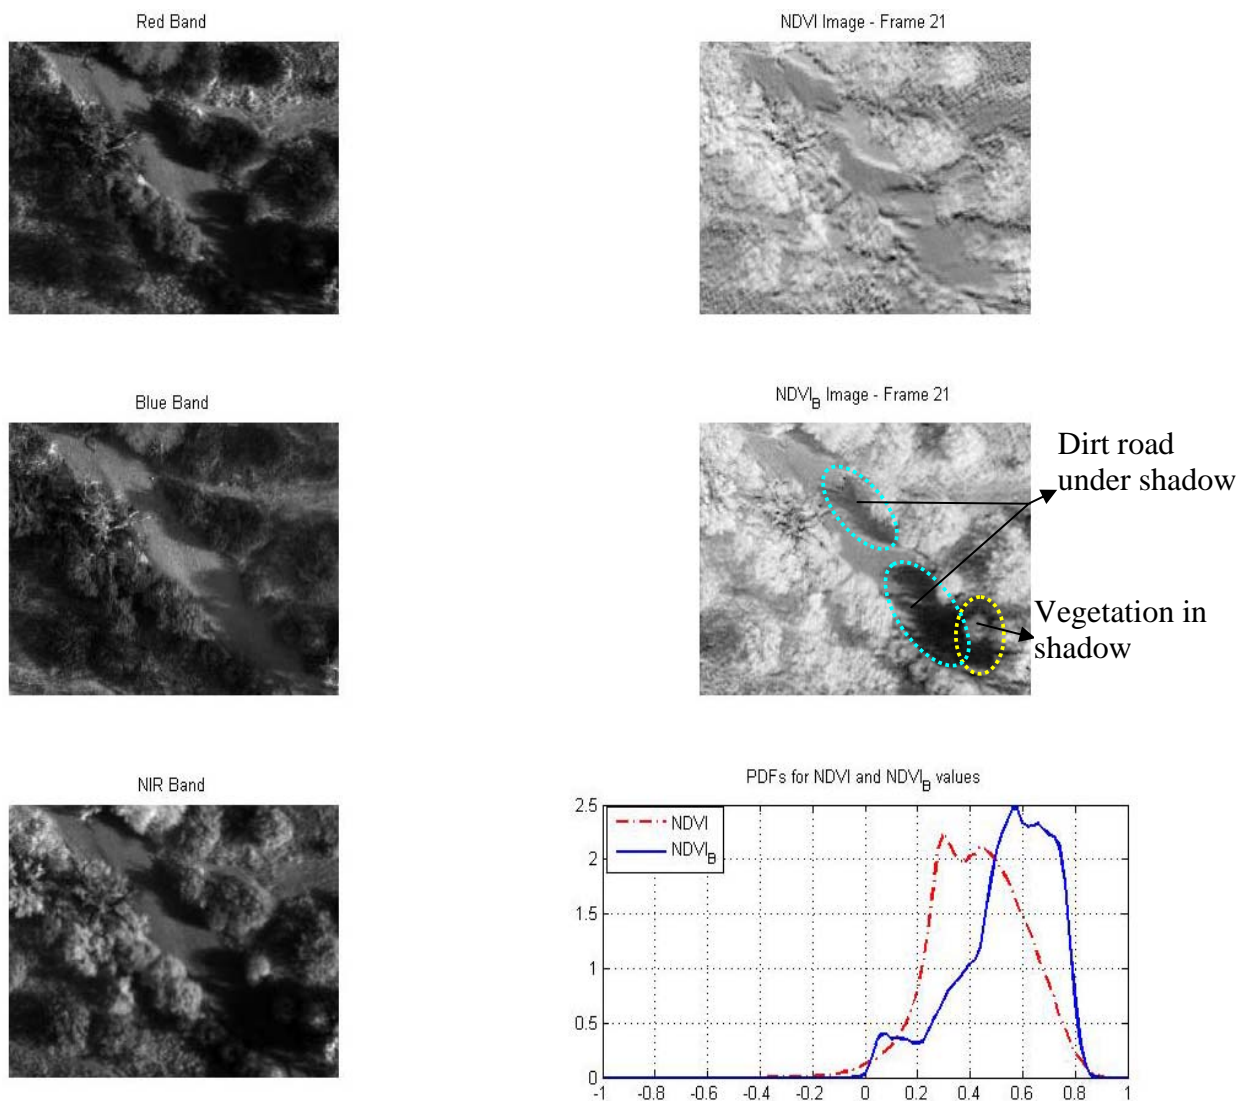 Red Band
NDVI Image - Frame 21
Blue Band
NDVI_B Image - Frame 21
Dirt road
under shadow
Vegetation in
shadow
NIR Band
PDFs for NDVI and NDVI_B values
2.5
2
1.5
1
0.5
0
NDVI
NDVI_B
-1 -0.8 -0.6 -0.4 -0.2 0 0.2 0.4 0.6 0.8 1